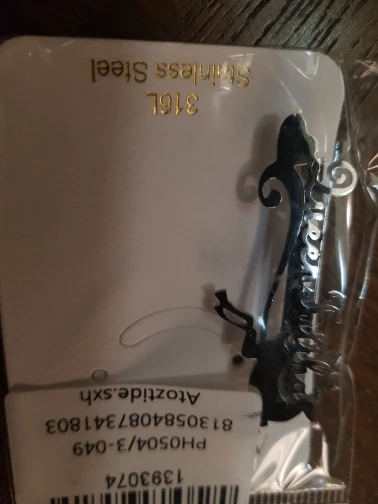 1393074
PH0504/3-049
8130584087341803
Atoztide.sxh
316L
Stainless Steel